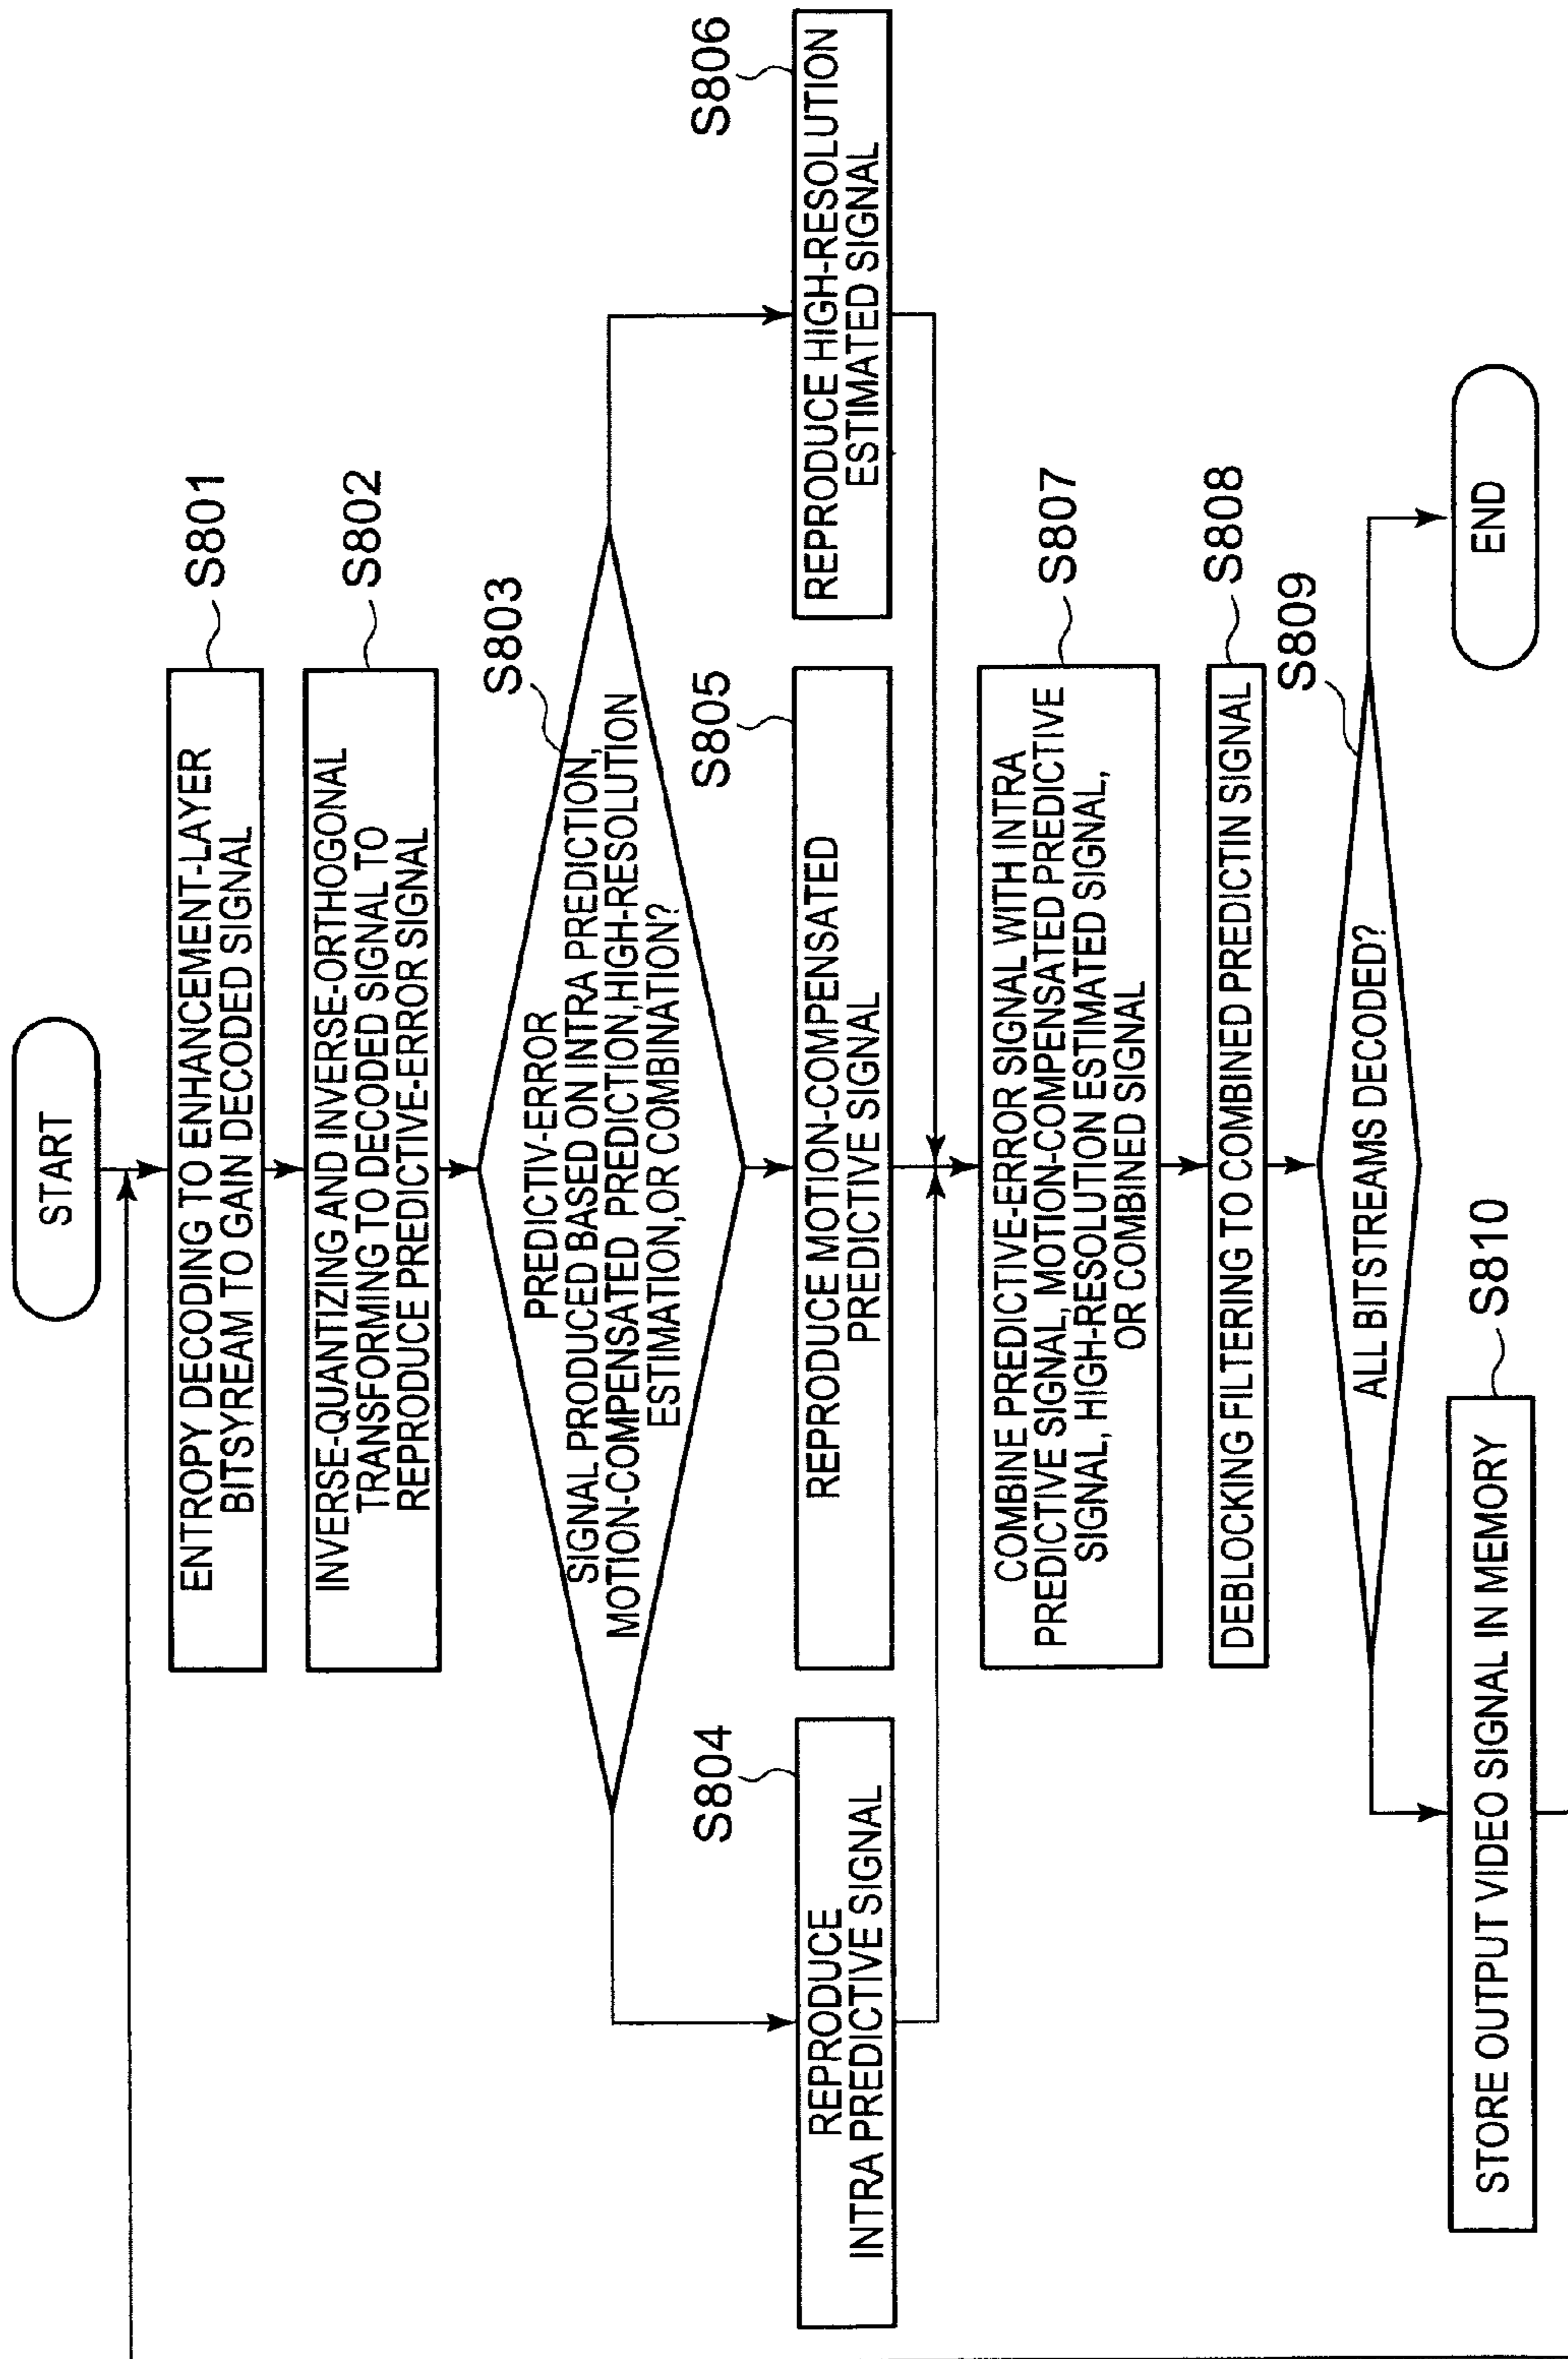 START
ENTROPY DECODING TO ENHANCEMENT-LAYER
BITSYREAM TO GAIN DECODED SIGNAL
S801
INVERSE-QUANTIZING AND INVERSE-ORTHOGONAL
TRANSFORMING TO DECODED SIGNAL TO
REPRODUCE PREDICTIVE-ERROR SIGNAL
S802
S803
PREDICTIV-ERROR
SIGNAL PRODUCED BASED ON INTRA PREDICTION,
MOTION-COMPENSATED PREDICTION,HIGH-RESOLUTION
ESTIMATION,OR COMBINATION?
S804
REPRODUCE
INTRA PREDICTIVE SIGNAL
S805
REPRODUCE MOTION-COMPENSATED
PREDICTIVE SIGNAL
S806
REPRODUCE HIGH-RESOLUTION
ESTIMATED SIGNAL
COMBINE PREDICTIVE-ERROR SIGNAL WITH INTRA
PREDICTIVE SIGNAL, MOTION-COMPENSATED PREDICTIVE
SIGNAL, HIGH-RESOLUTION ESTIMATED SIGNAL,
OR COMBINED SIGNAL
S807
DEBLOCKING FILTERING TO COMBINED PREDICTIN SIGNAL
S808
S809
ALL BITSTREAMS DECODED?
STORE OUTPUT VIDEO SIGNAL IN MEMORY
S810
END